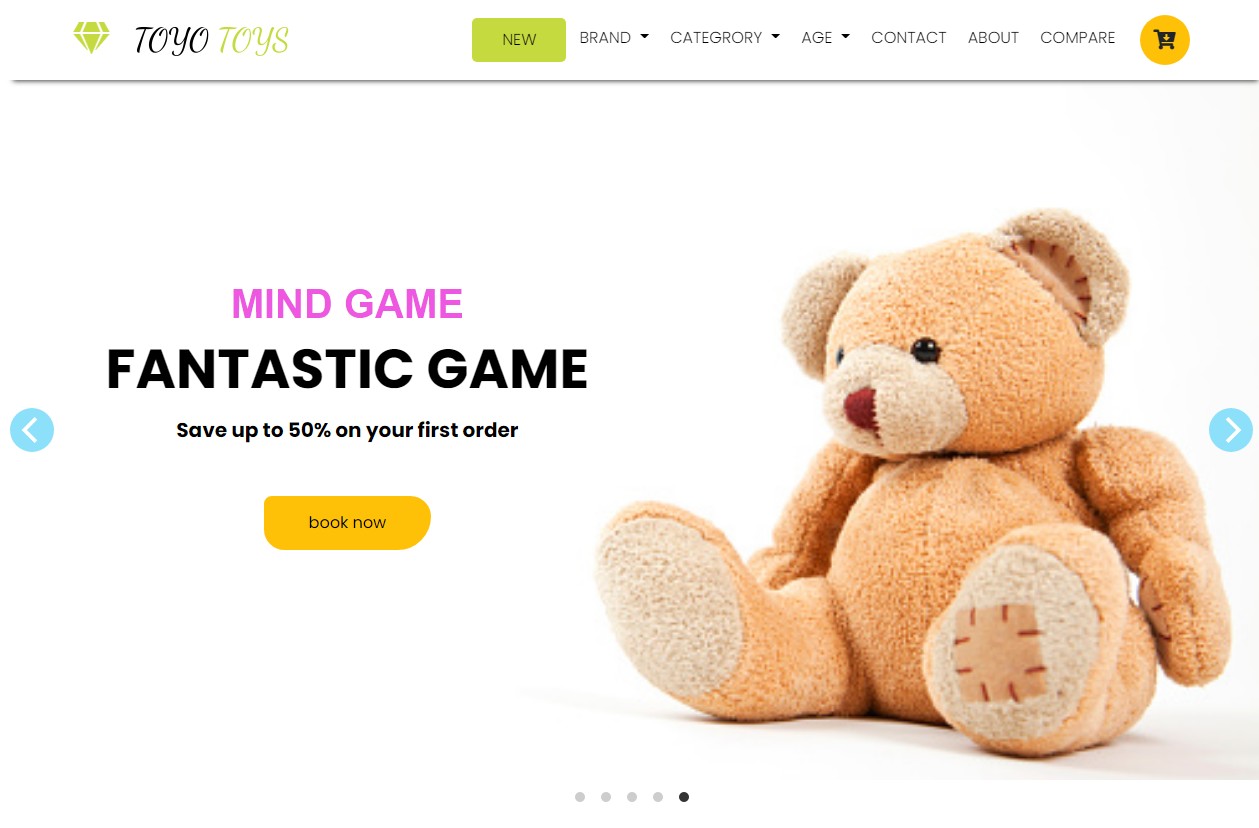 TOYO TOYS
NEW
BRAND
CATEGRORY
AGE
CONTACT
ABOUT
COMPARE
MIND GAME
FANTASTIC GAME
Save up to 50% on your first order
book now